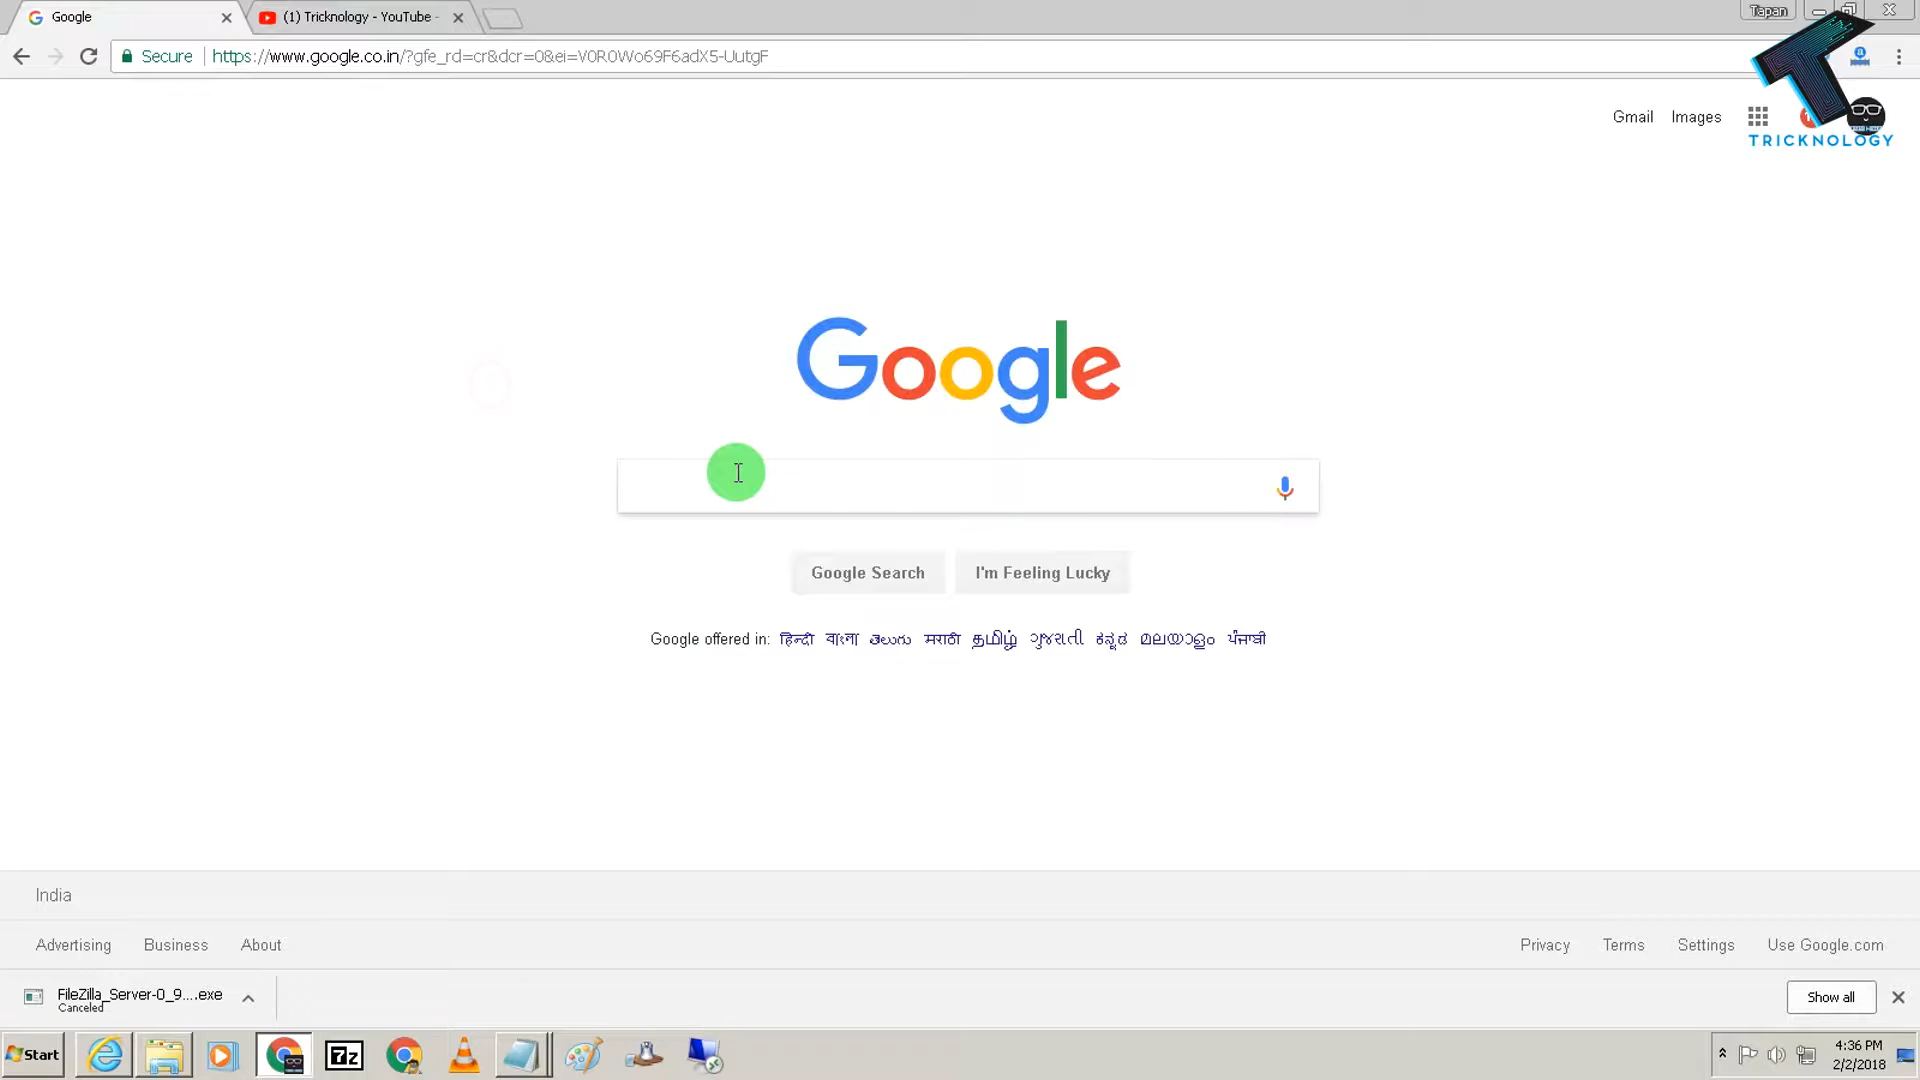 Google
(1) Tricknology - YouTube -
Tapan
Secure
https://www.google.co.in/?gfe_rd=cr&dcr=0&ei=V0R0Wo69F6adX5-UutgF
Gmail Images
TRICKNOLOGY
Google
Google Search
I'm Feeling Lucky
Google offered in: हिन्दी বাংলা తెలుగు मराठी தமிழ் ગુજરાતી ಕನ್ನಡ മലയാളം ਪੰਜਾਬੀ
India
Advertising Business About
Privacy Terms Settings Use Google.com
FileZilla_Server-0_9....exe
Canceled
Show all
Start
7z
4:36 PM
2/2/2018